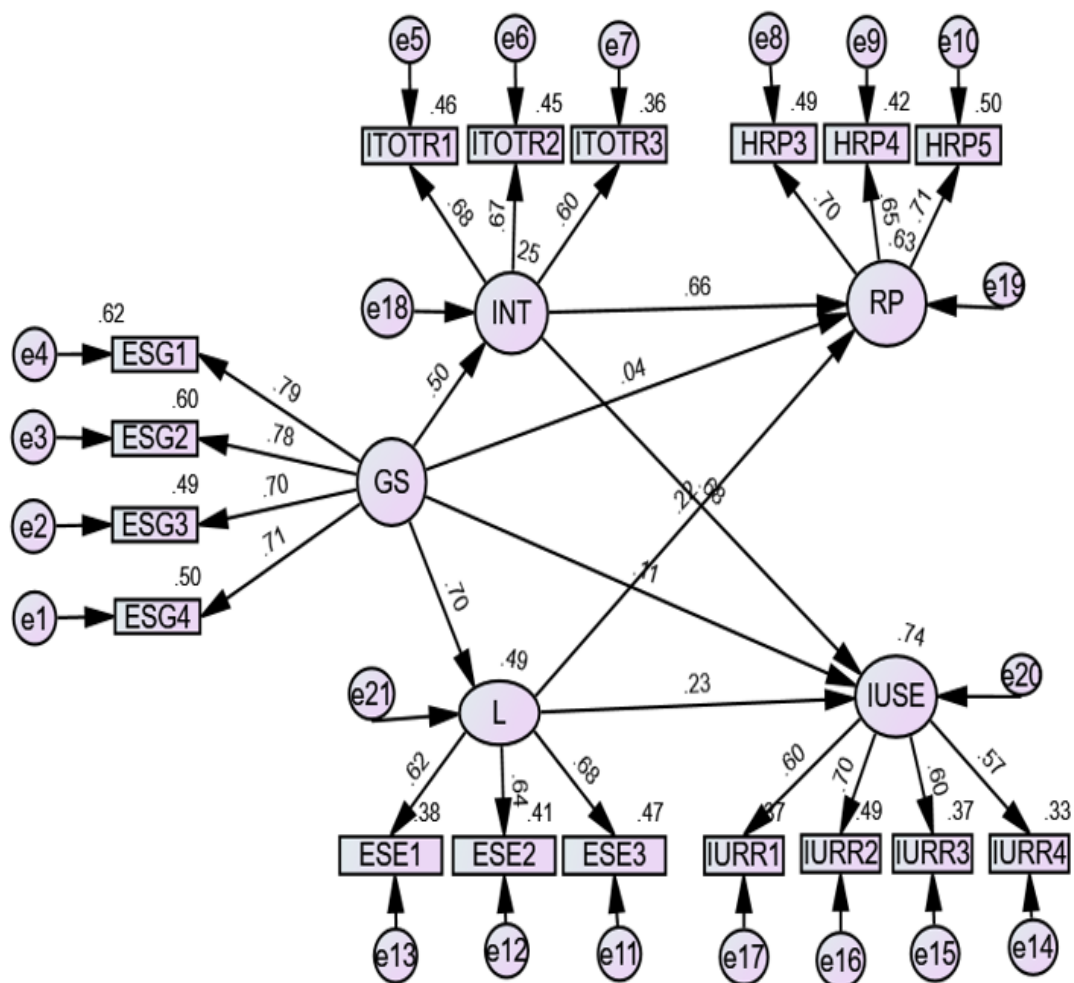 e5 e6 e7 e8 e9 e10
.46 .45 .36 .49 .42 .50
ITOTR1 ITOTR2 ITOTR3 HRP3 HRP4 HRP5
.68 .67 .60 .70 .65 .71
.25 .63
e18 INT .66 RP e19
.62
e4 ESG1
.79 .50 .04
.60
e3 ESG2 .78
GS
.49 .70
e2 ESG3
.71 .22 .68
.50
e1 ESG4
.70 .11
.49 .74
e21 L .23 IUSE e20
.62 .64 .68 .60 .70 .60 .57
.38 .41 .47 .37 .49 .37 .33
ESE1 ESE2 ESE3 IURR1 IURR2 IURR3 IURR4
e13 e12 e11 e17 e16 e15 e14